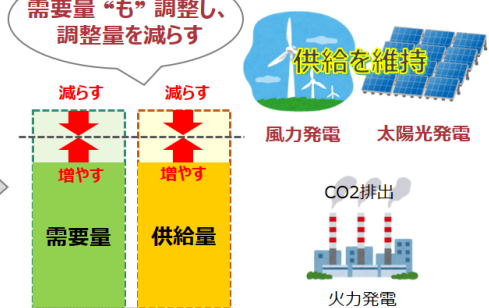 需要量“も”調整し、
調整量を減らす
減らす
減らす
増やす
増やす
需要量
供給量
供給を維持
風力発電
太陽光発電
CO2排出
火力発電